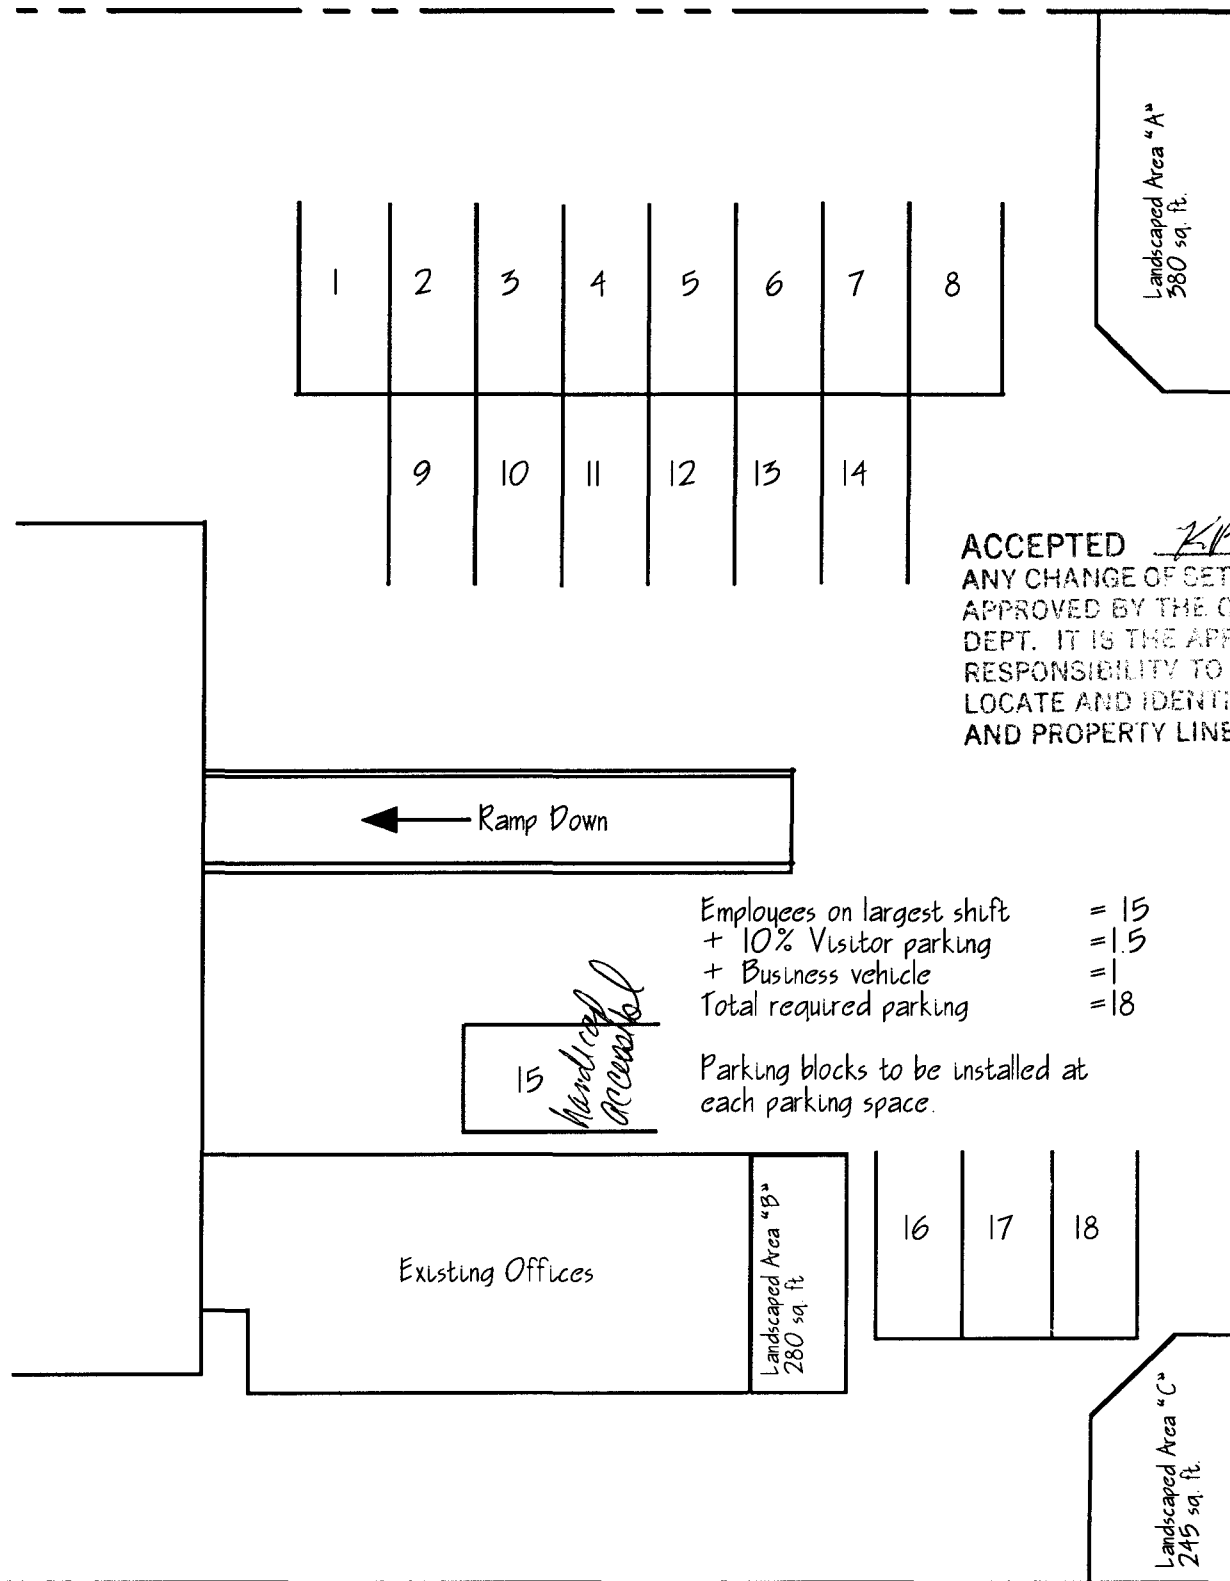 Landscaped Area "A"
380 sq. ft.
1 2 3 4 5 6 7 8
9 10 11 12 13 14
ACCEPTED
ANY CHANGE OF SET
APPROVED BY THE C
DEPT. IT IS THE APP
RESPONSIBILITY TO
LOCATE AND IDENTI
AND PROPERTY LINE
Ramp Down
Employees on largest shift = 15
+ 10% Visitor parking =1.5
+ Business vehicle =1
Total required parking =18
15
handicap
Parking blocks to be installed at
each parking space.
Existing Offices
Landscaped Area "B"
280 sq. ft
16 17 18
Landscaped Area "C"
245 sq. ft.